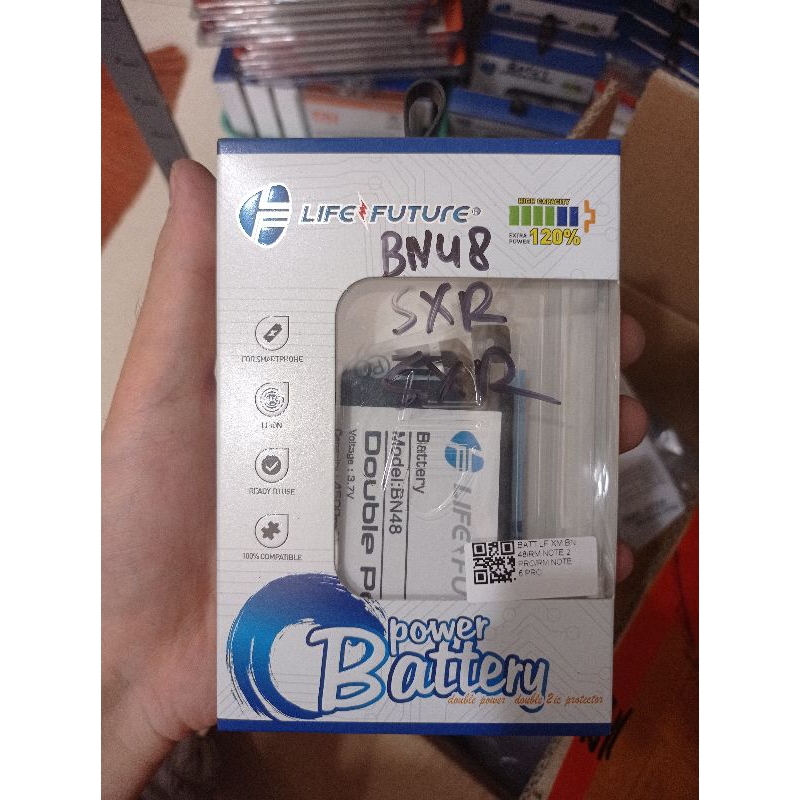 LIFE FUTURE®
HIGH CAPACITY
EXTRA POWER 120%
BN48
SXR
SXR
FOR SMARTPHONE
LI-ION
READY TO USE
100% COMPATIBLE
LIFE FU
Battery
Model:BN48
Double P
Voltage : 3.7V
BATT LF XM BN
48/RM NOTE 2
PRO/RM NOTE
6 PRO
power
Battery
double power double 2 ic protector